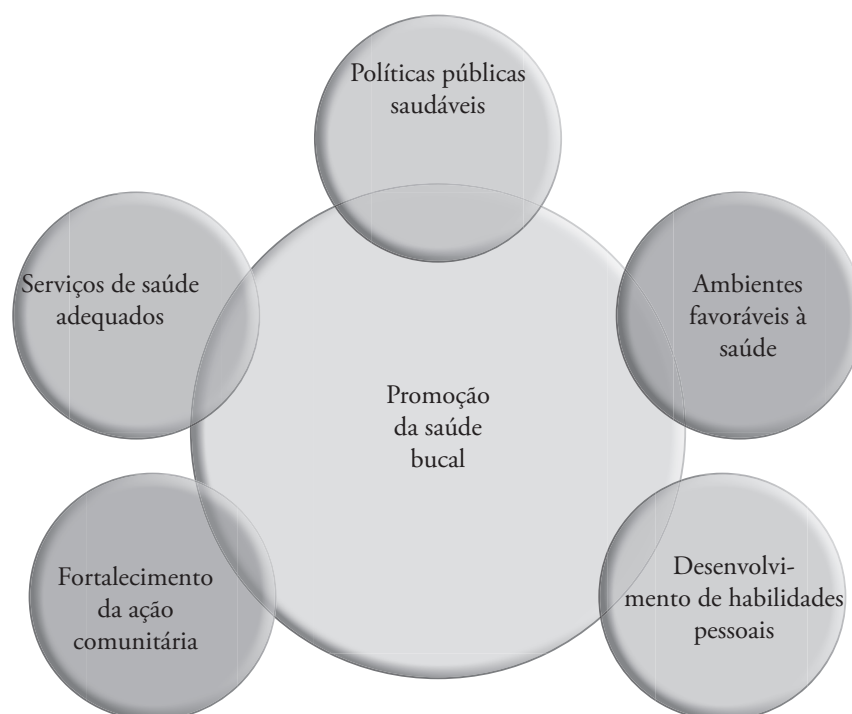 Políticas públicas
saudáveis
Serviços de saúde
adequados
Ambientes
favoráveis à
saúde
Promoção
da saúde
bucal
Fortalecimento
da ação
comunitária
Desenvolvi-
mento de habilidades
pessoais